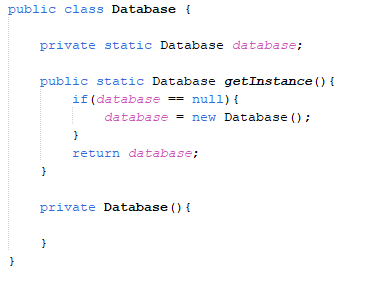 public class Database {
private static Database database;
public static Database getInstance(){
if(database == null){
database = new Database();
}
return database;
}
private Database(){
}
}